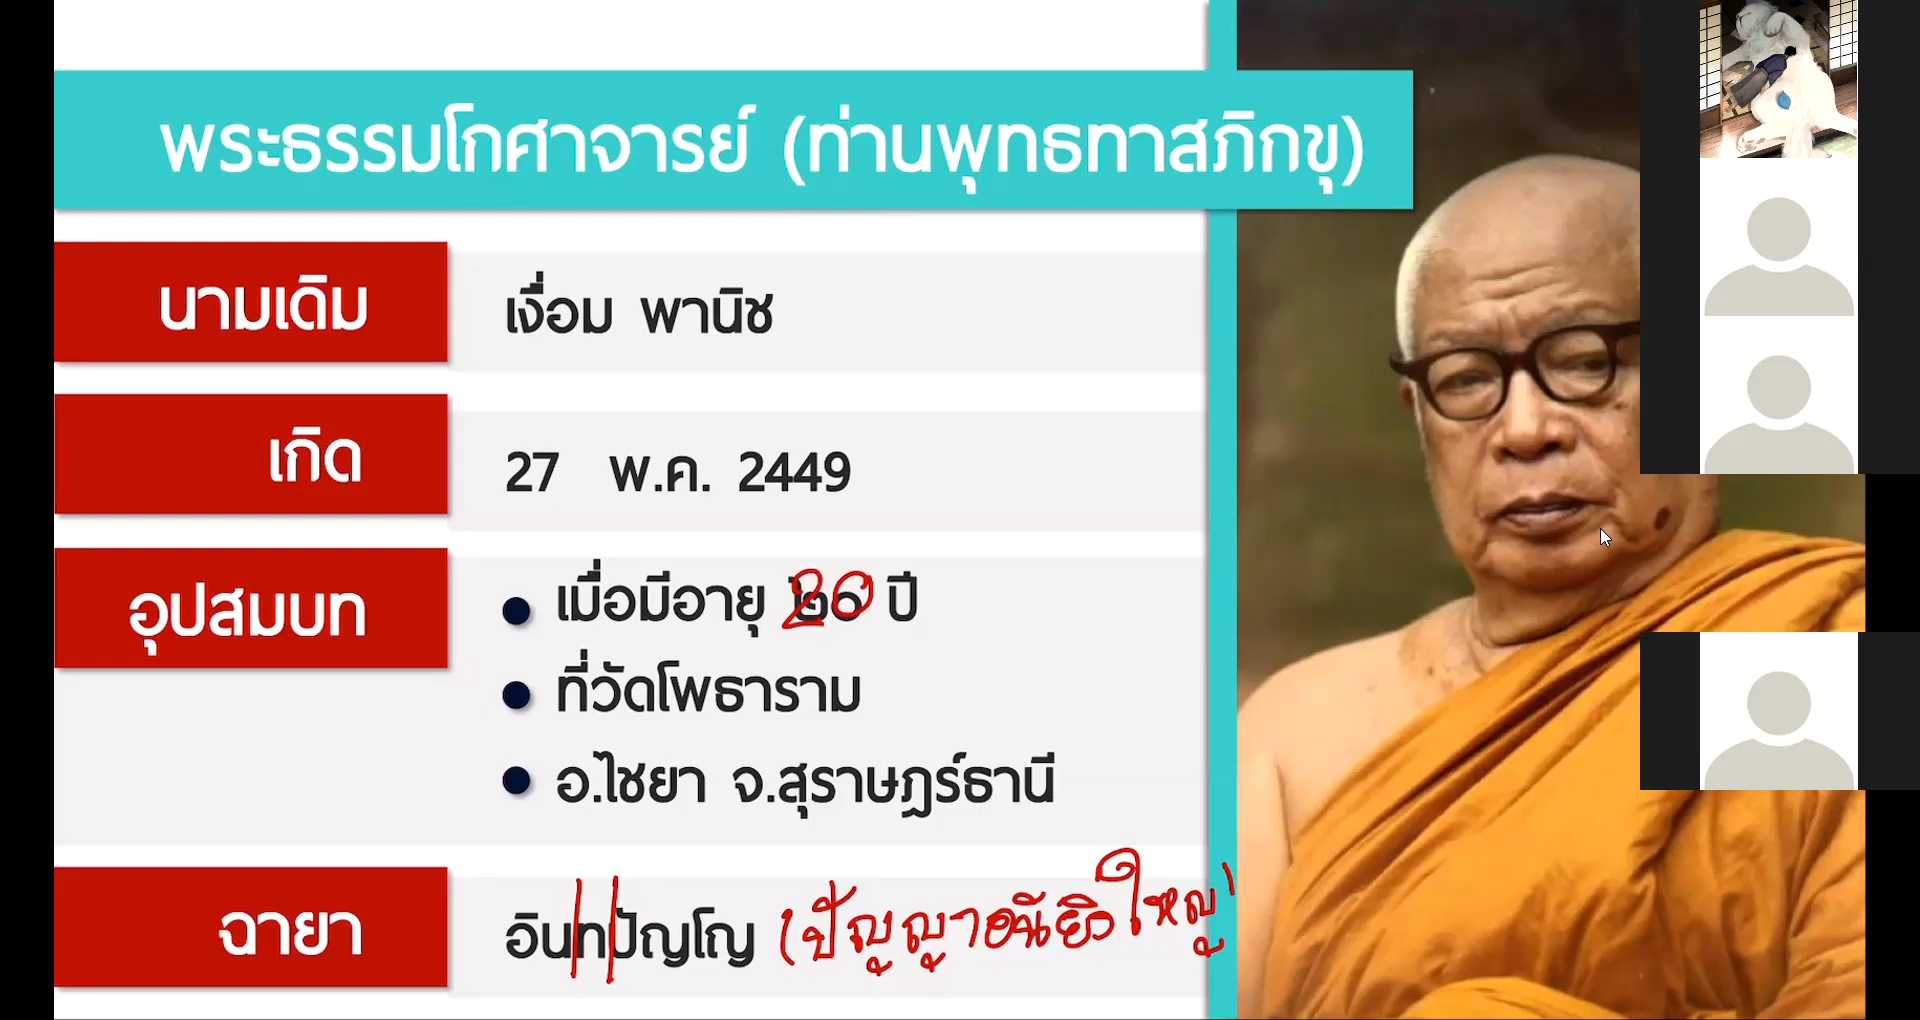 พระธรรมโกศาจารย์ (ท่านพุทธทาสภิกขุ)
นามเดิม
เงื่อม พานิช
เกิด
27 พ.ค. 2449
อุปสมบท
เมื่อมีอายุ ๒๐ 20 ปี
ที่วัดโพธาราม
อ.ไชยา จ.สุราษฎร์ธานี
ฉายา
อินทปัญโญ (ปัญญาอันยิ่งใหญ่)